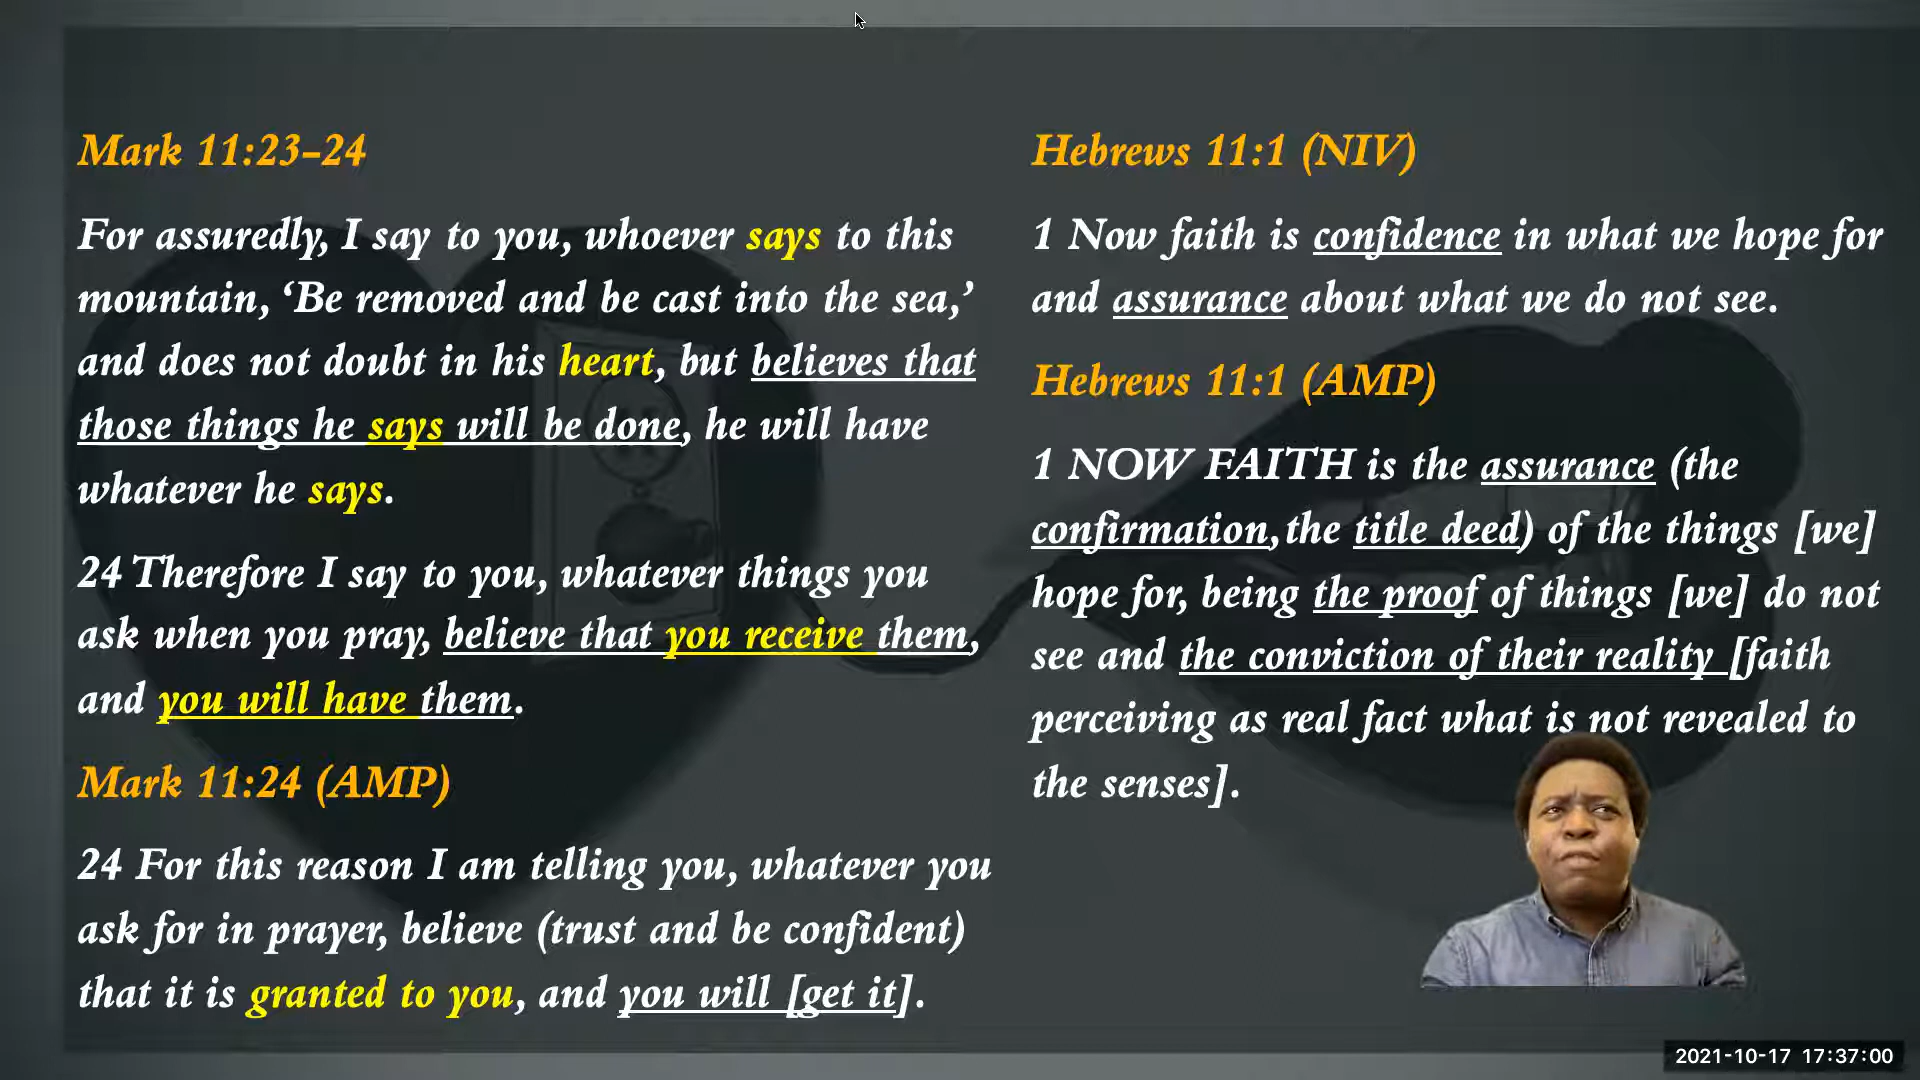 Mark 11:23-24
For assuredly, I say to you, whoever says to this
mountain, ‘Be removed and be cast into the sea,’
and does not doubt in his heart, but believes that
those things he says will be done, he will have
whatever he says.
24 Therefore I say to you, whatever things you
ask when you pray, believe that you receive them,
and you will have them.
Mark 11:24 (AMP)
24 For this reason I am telling you, whatever you
ask for in prayer, believe (trust and be confident)
that it is granted to you, and you will [get it].
Hebrews 11:1 (NIV)
1 Now faith is confidence in what we hope for
and assurance about what we do not see.
Hebrews 11:1 (AMP)
1 NOW FAITH is the assurance (the
confirmation, the title deed) of the things [we]
hope for, being the proof of things [we] do not
see and the conviction of their reality [faith
perceiving as real fact what is not revealed to
the senses].
2021-10-17 17:37:00